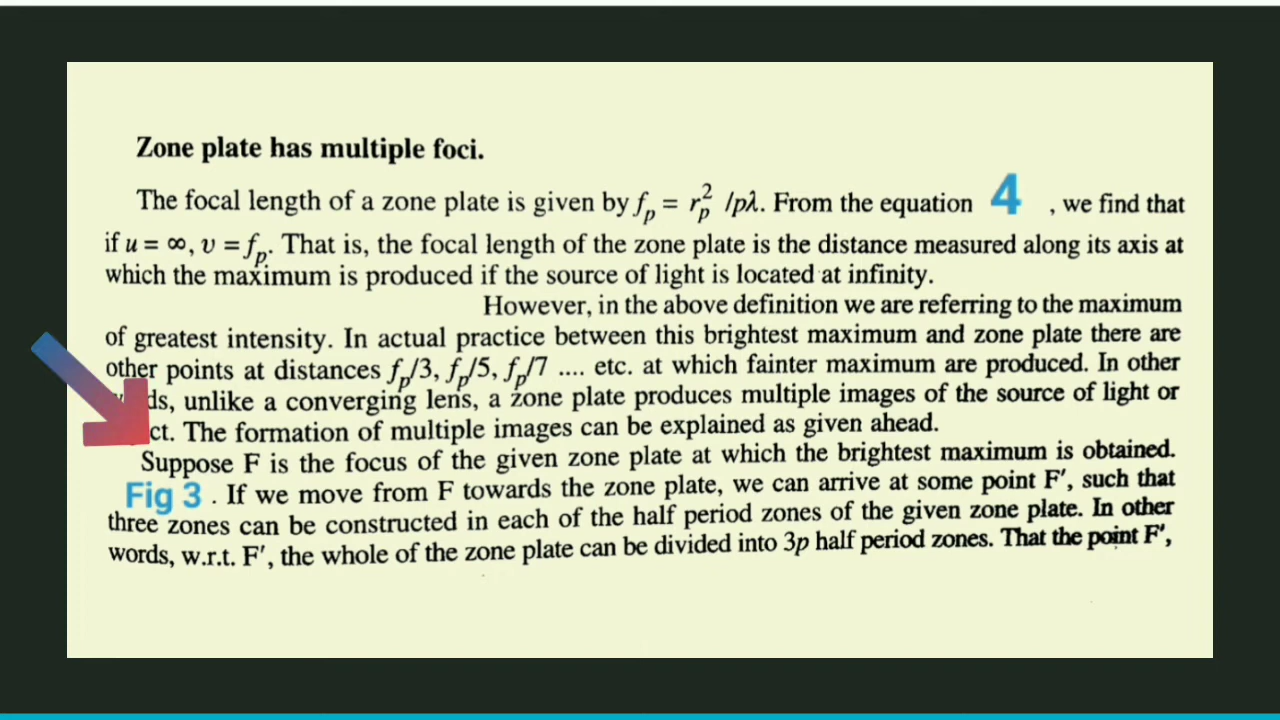 Zone plate has multiple foci.
The focal length of a zone plate is given by fₚ = rₚ² /pλ. From the equation 4 , we find that
if u = ∞, v = fₚ. That is, the focal length of the zone plate is the distance measured along its axis at
which the maximum is produced if the source of light is located at infinity.
However, in the above definition we are referring to the maximum
of greatest intensity. In actual practice between this brightest maximum and zone plate there are
other points at distances fₚ/3, fₚ/5, fₚ/7 .... etc. at which fainter maximum are produced. In other
ds, unlike a converging lens, a zone plate produces multiple images of the source of light or
ct. The formation of multiple images can be explained as given ahead.
Suppose F is the focus of the given zone plate at which the brightest maximum is obtained.
Fig 3 . If we move from F towards the zone plate, we can arrive at some point F′, such that
three zones can be constructed in each of the half period zones of the given zone plate. In other
words, w.r.t. F′, the whole of the zone plate can be divided into 3p half period zones. That the point F′,